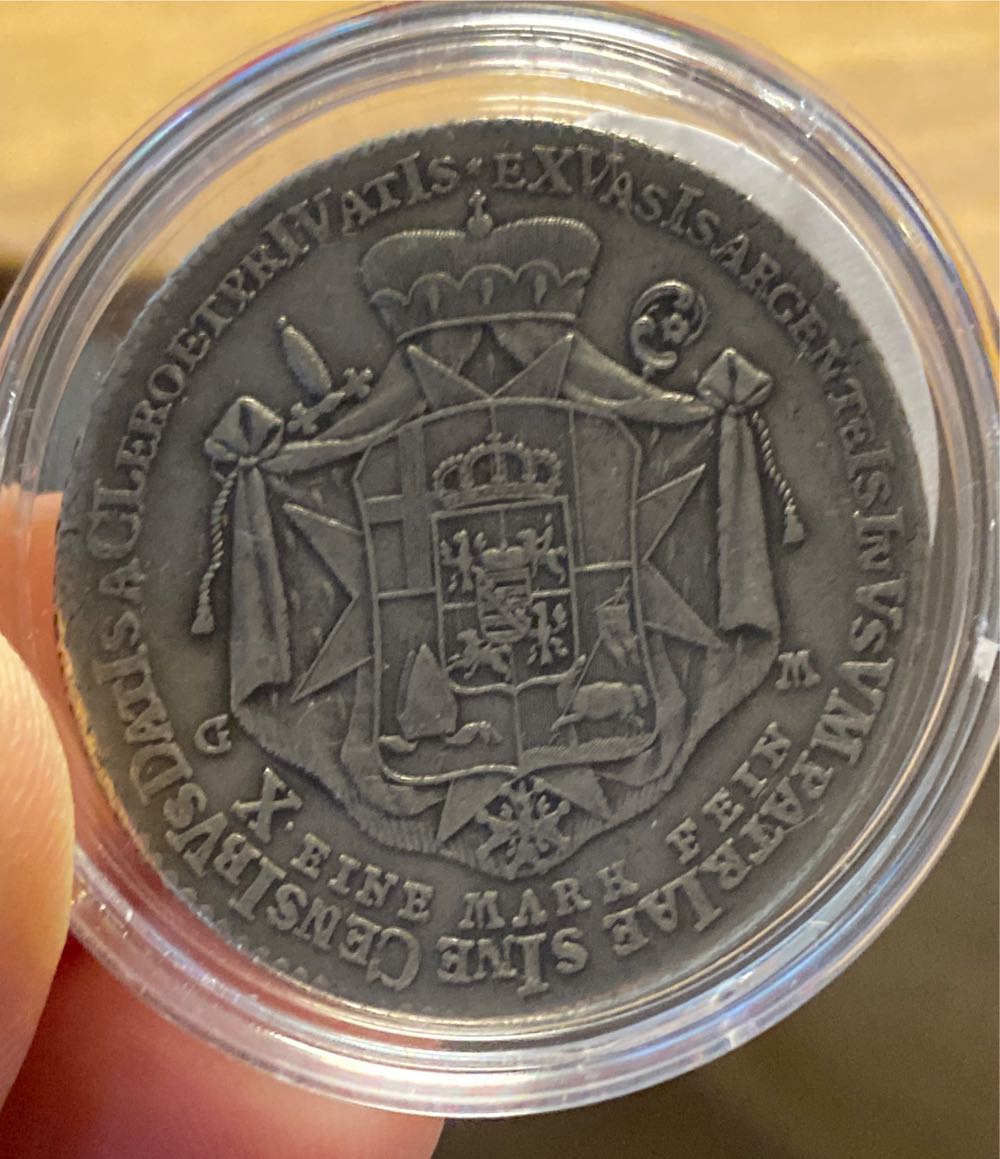 EX VASIS ARGENTEIS IN VSVM PATRIAE SINE CENSIBVS DATIS A CLERO ET PRIVATIS
G M
X. EINE MARK FEIN